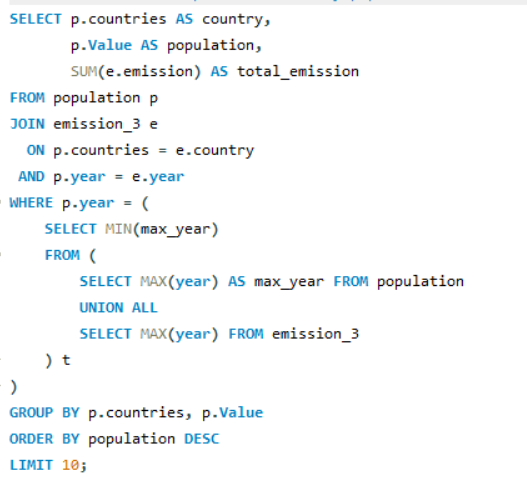 SELECT p.countries AS country,
       p.Value AS population,
       SUM(e.emission) AS total_emission
FROM population p
JOIN emission_3 e
  ON p.countries = e.country
 AND p.year = e.year
WHERE p.year = (
    SELECT MIN(max_year)
    FROM (
        SELECT MAX(year) AS max_year FROM population
        UNION ALL
        SELECT MAX(year) FROM emission_3
    ) t
)
GROUP BY p.countries, p.Value
ORDER BY population DESC
LIMIT 10;